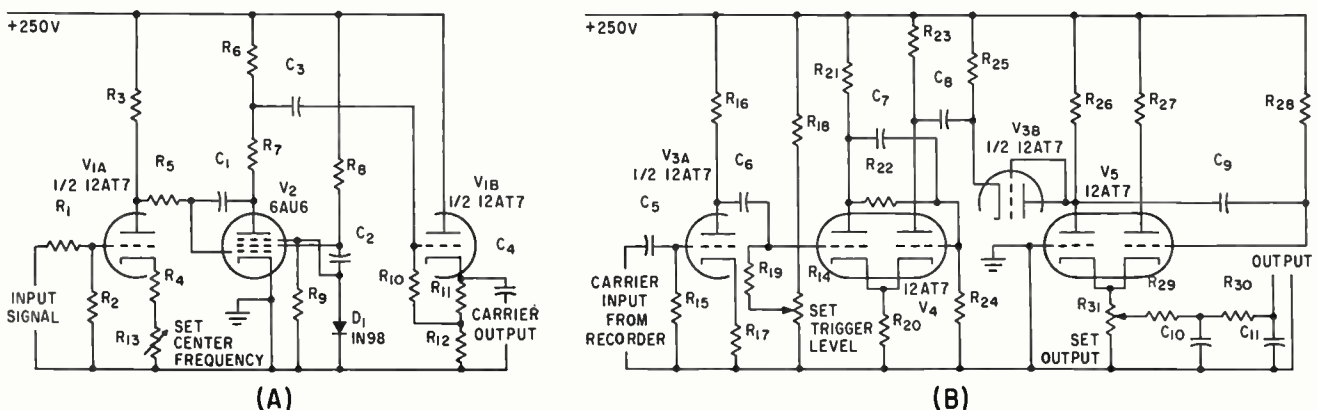 +250V
R6
C3
R3
R7
R8
V1A
1/2 12AT7
R5
C1
V2
6AU6
V1B
1/2 12AT7
R1
C2
C4
R4
R10
R11
INPUT
SIGNAL
R2
R13
SET
CENTER
FREQUENCY
R9
D1
1N98
R12
CARRIER
OUTPUT
(A)
+250V
R23
R21
C8
R25
C7
R16
R18
R26
R27
R28
V3A
1/2 12AT7
C6
R22
V3B
1/2 12AT7
V5
12AT7
C9
C5
R19
R14
12AT7
V4
R29
OUTPUT
R30
CARRIER
INPUT
FROM
RECORDER
R15
R17
SET
TRIGGER
LEVEL
R20
R24
R31
SET
OUTPUT
C10
C11
(B)